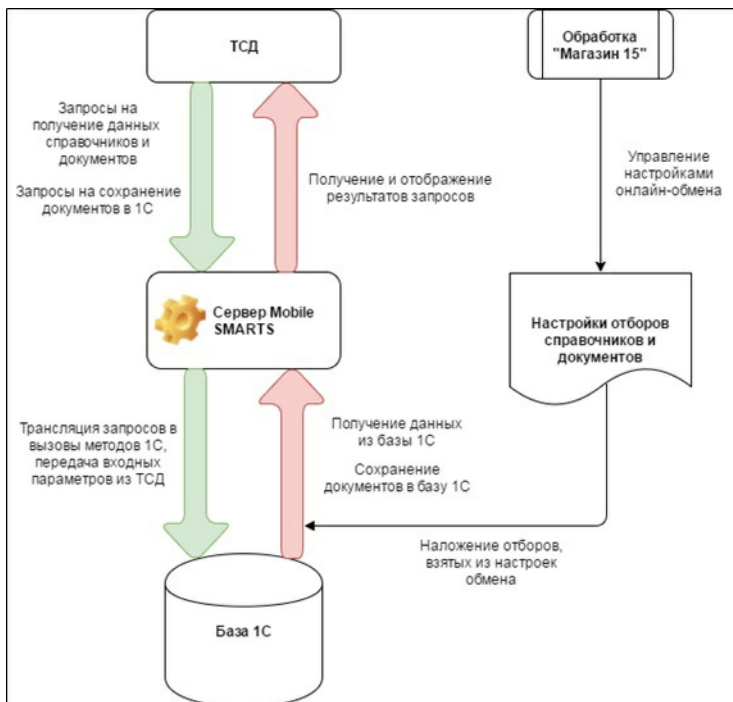 ТСД
Обработка
"Магазин 15"
Запросы на
получение данных
справочников и
документов
Запросы на сохранение
документов в 1С
Получение и отображение
результатов запросов
Управление
настройками
онлайн-обмена
Сервер Mobile
SMARTS
Настройки отборов
справочников и
документов
Трансляция запросов в
вызовы методов 1С,
передача входных
параметров из ТСД
Получение данных
из базы 1С
Сохранение
документов в базу 1С
Наложение отборов,
взятых из настроек
обмена
База 1С